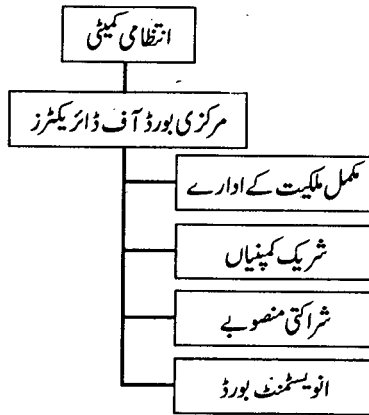 انتظامی کمیٹی
مرکزی بورڈ آف ڈائریکٹرز
مکمل ملکیت کے ادارے
شریک کمپنیاں
شراکتی منصوبے
انویسٹمنٹ بورڈ